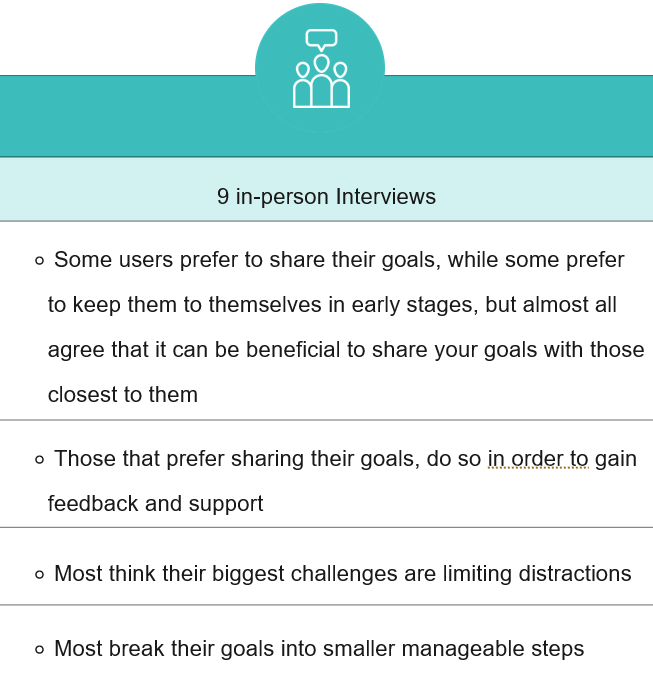 9 in-person Interviews
Some users prefer to share their goals, while some prefer
to keep them to themselves in early stages, but almost all
agree that it can be beneficial to share your goals with those
closest to them
Those that prefer sharing their goals, do so in order to gain
feedback and support
Most think their biggest challenges are limiting distractions
Most break their goals into smaller manageable steps